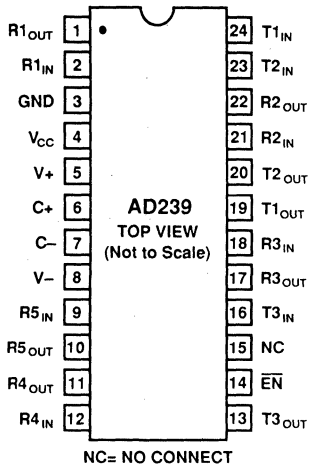 R1OUT 1 24 T1IN
R1IN 2 23 T2IN
GND 3 22 R2OUT
VCC 4 21 R2IN
V+ 5 20 T2OUT
C+ 6 AD239 19 T1OUT
TOP VIEW
C– 7 (Not to Scale) 18 R3IN
V– 8 17 R3OUT
R5IN 9 16 T3IN
R5OUT 10 15 NC
R4OUT 11 14 E̅N̅
R4IN 12 13 T3OUT
NC= NO CONNECT